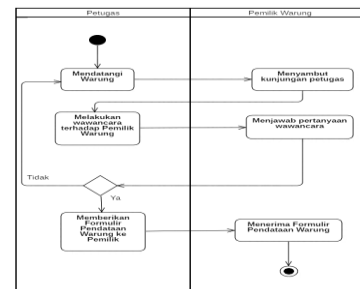 Petugas
Pemilik Warung
Mendatangi
Warung
Menyambut
kunjungan petugas
Melakukan
wawancara
terhadap Pemilik
Warung
Menjawab pertanyaan
wawancara
Tidak
Ya
Memberikan
Formulir
Pendataan
Warung ke
Pemilik
Menerima Formulir
Pendataan Warung